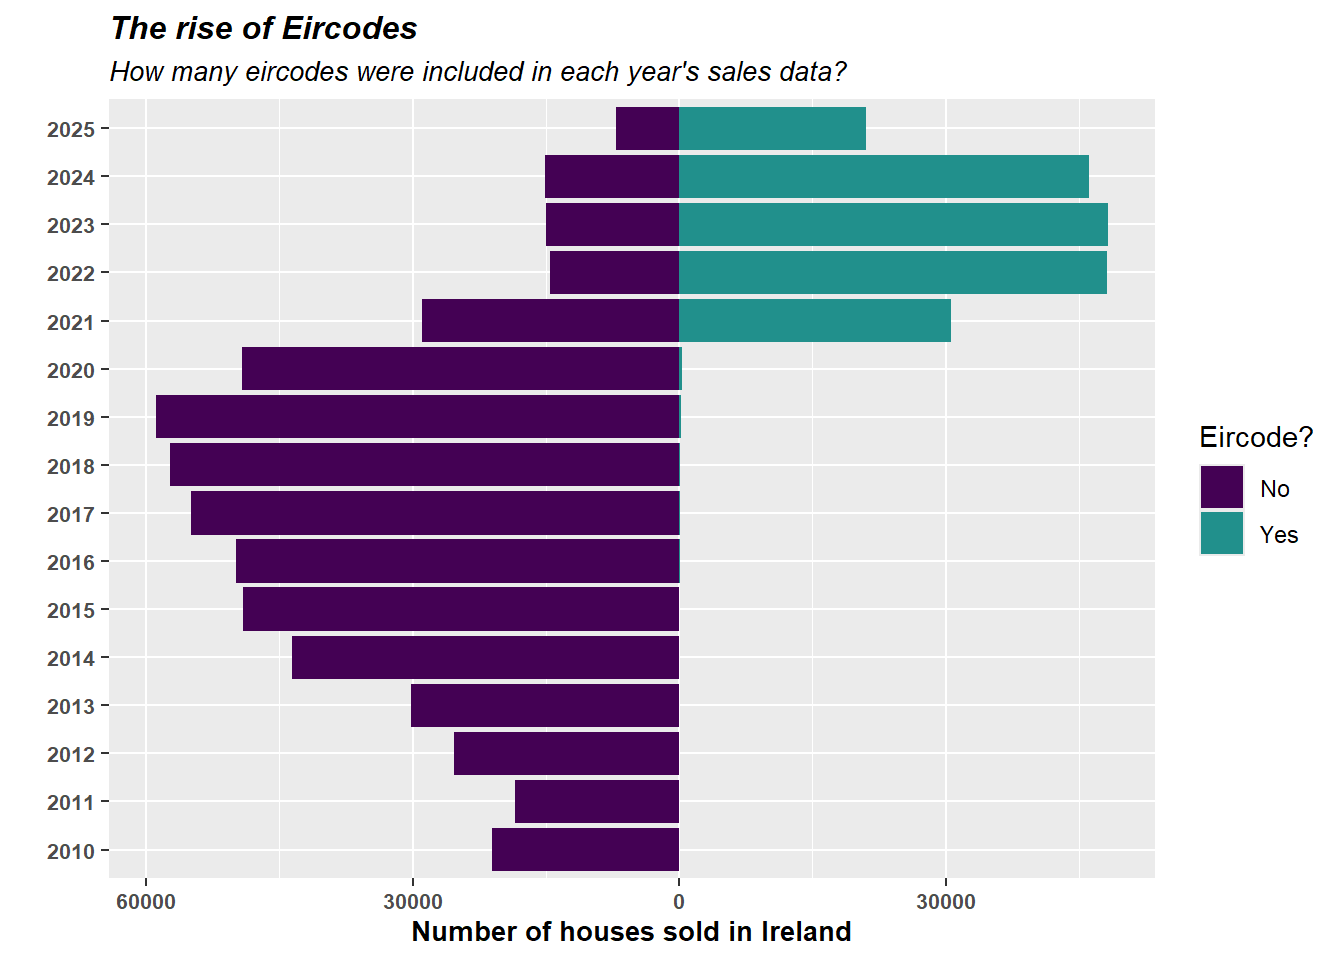 The rise of Eircodes
How many eircodes were included in each year's sales data?
2025
2024
2023
2022
2021
2020
2019
2018
2017
2016
2015
2014
2013
2012
2011
2010
60000 30000 0 30000
Number of houses sold in Ireland
Eircode?
No
Yes